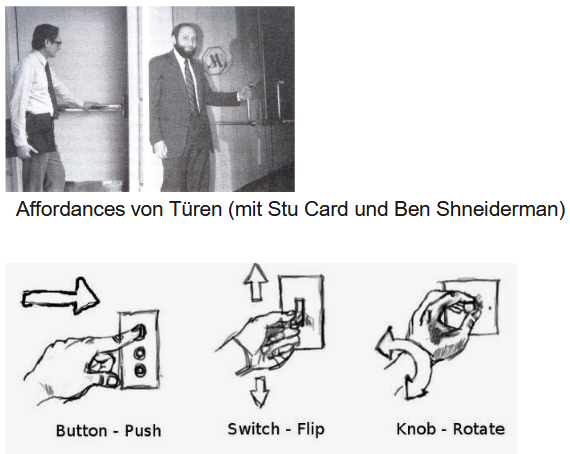 Affordances von Türen (mit Stu Card und Ben Shneiderman)
Button - Push
Switch - Flip
Knob - Rotate